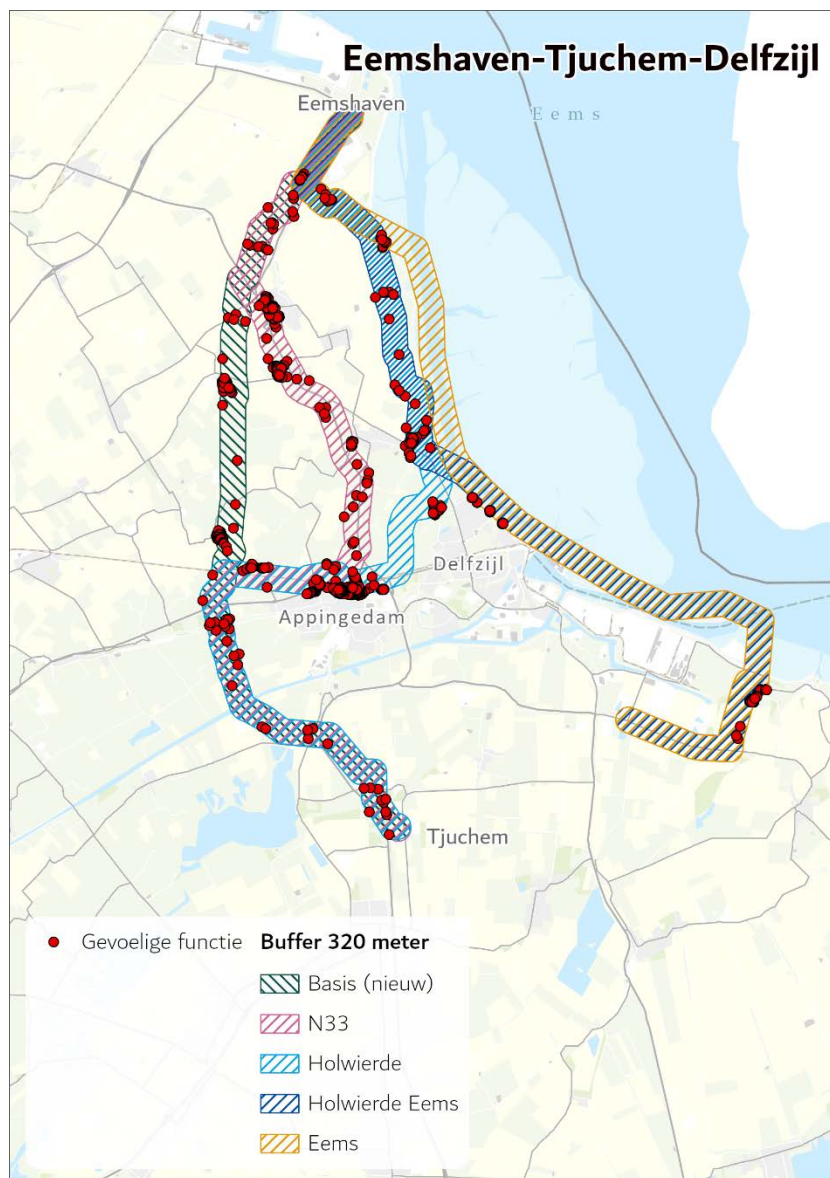 Eemshaven-Tjuchem-Delfzijl
Eemshaven
Eems
Delfzijl
Appingedam
Tjuchem
Gevoelige functie
Buffer 320 meter
Basis (nieuw)
N33
Holwierde
Holwierde Eems
Eems